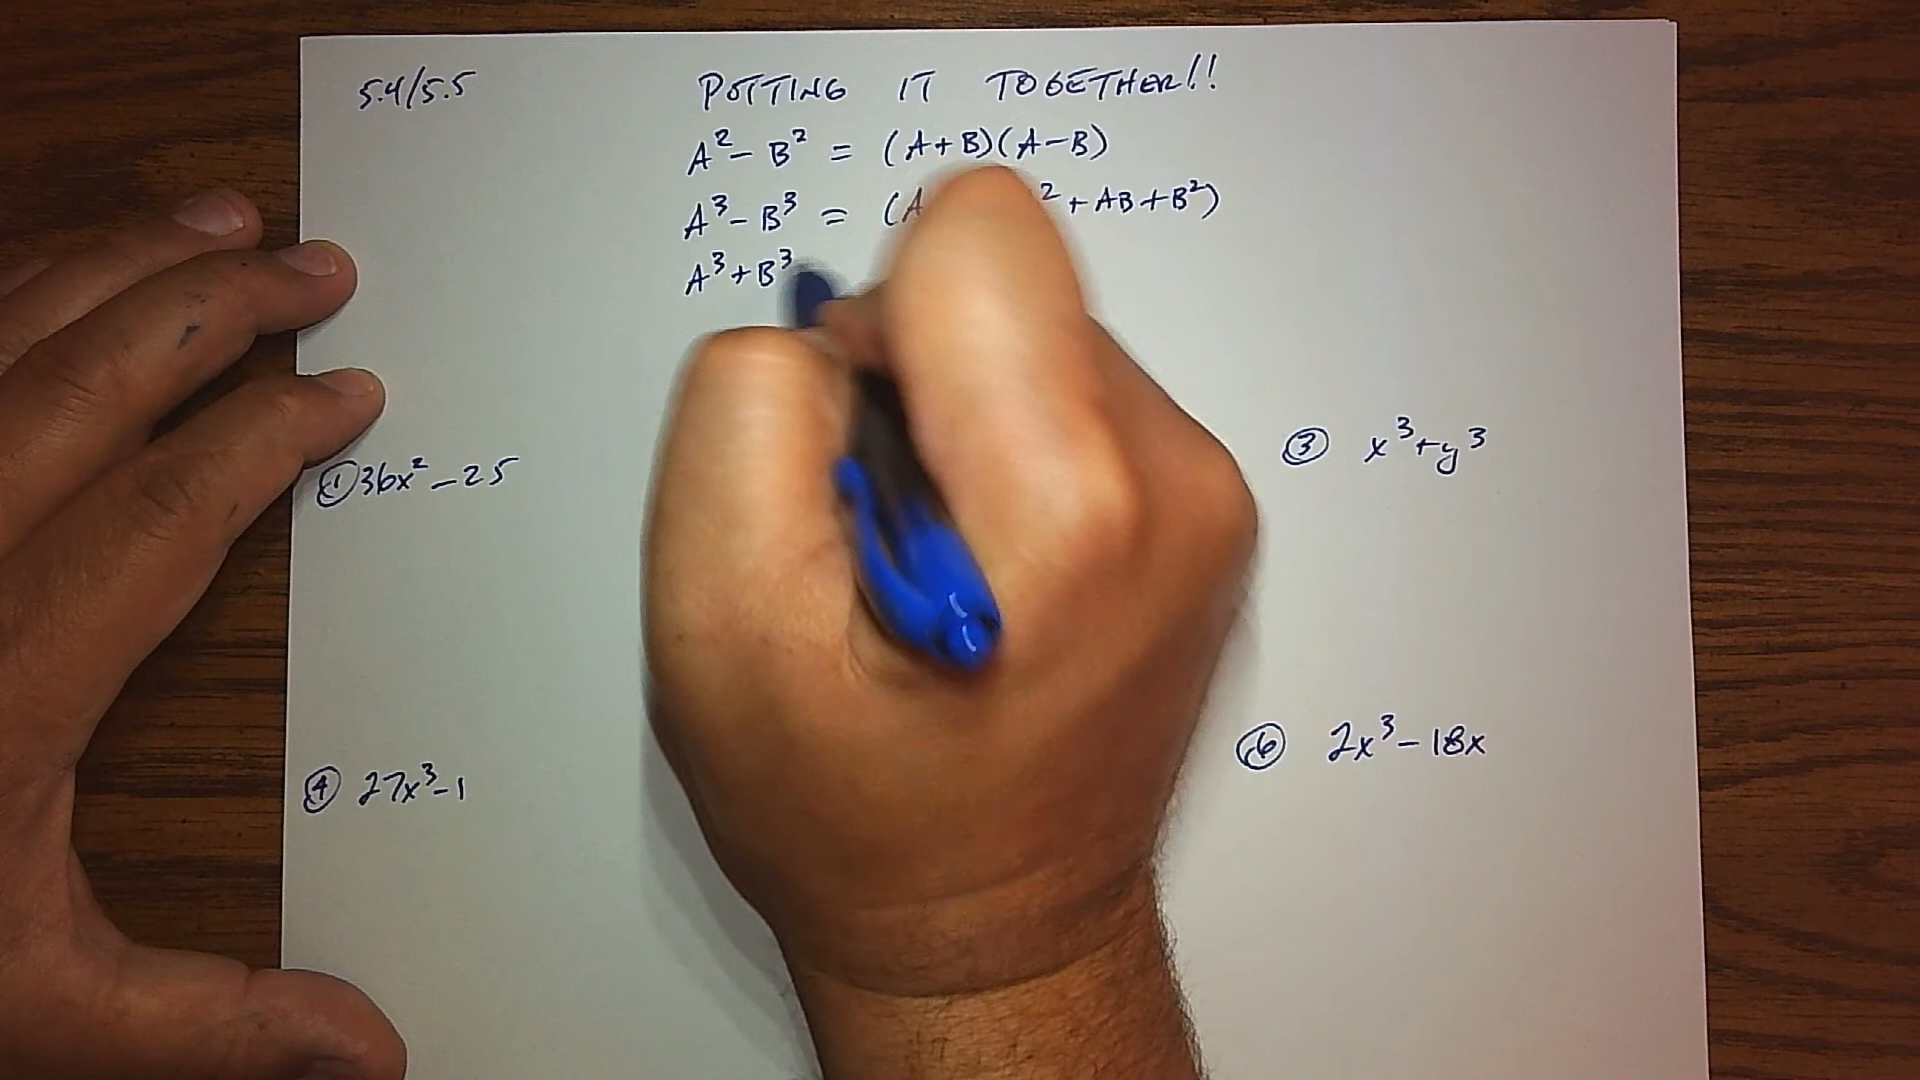 5.4/5.5 PUTTING IT TOGETHER!!
A² - B² = (A+B)(A-B)
A³ - B³ = (A ² + AB + B²)
A³ + B³
① 36x² - 25
③ x³ + y³
④ 27x³ - 1
⑥ 2x³ - 18x